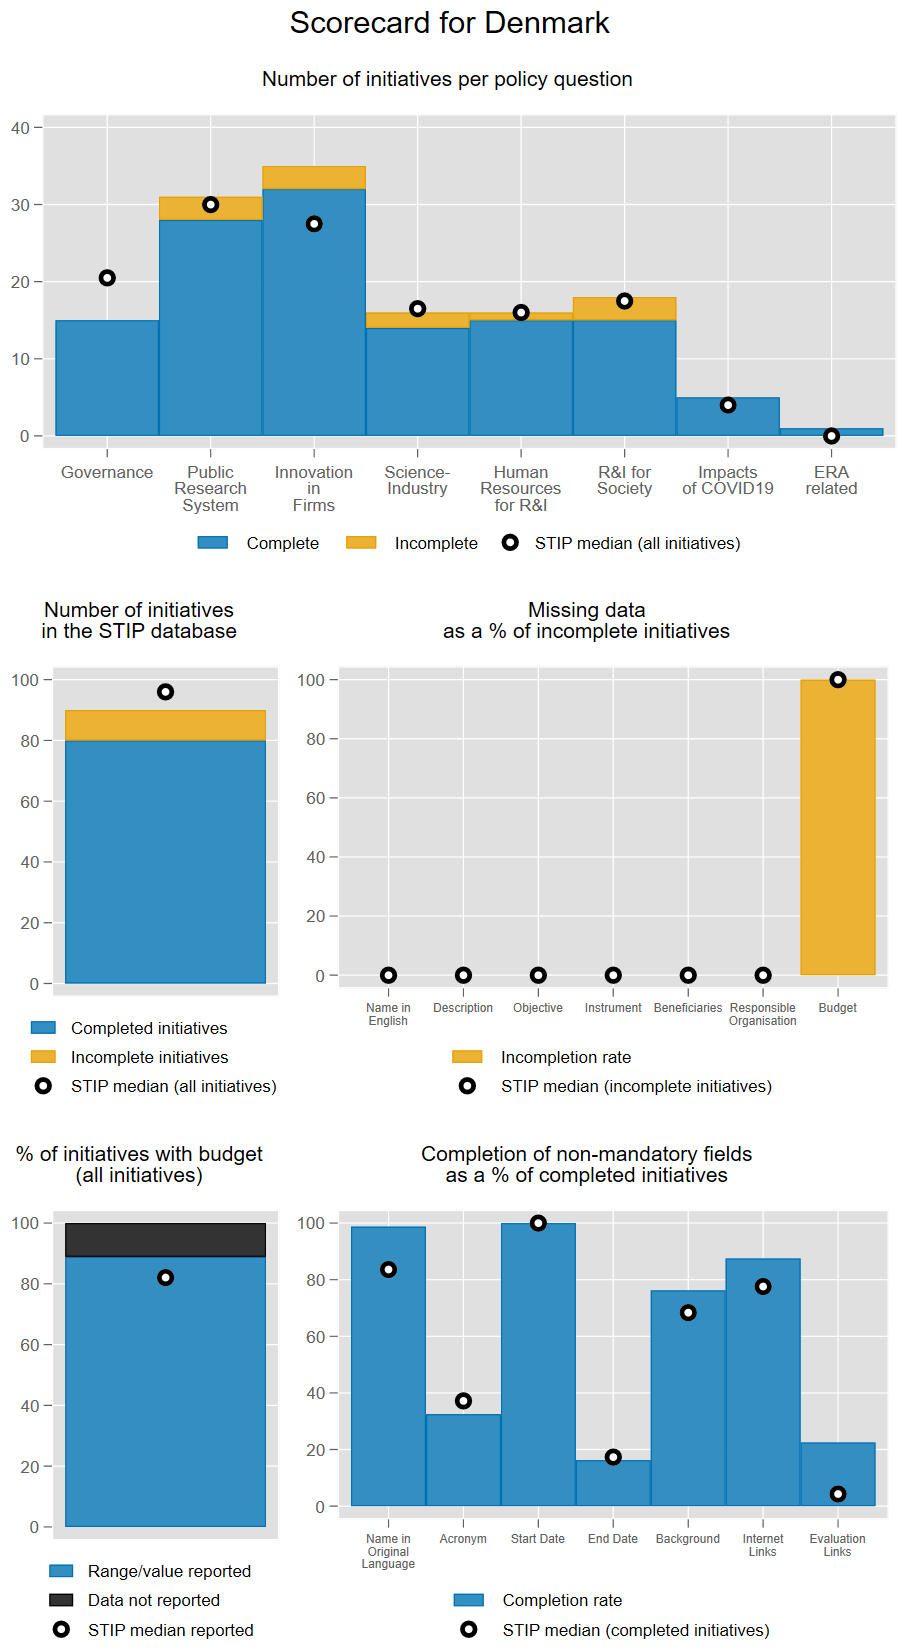 Scorecard for Denmark
Number of initiatives per policy question
40
30
20
10
0
Governance
Public
Research
System
Innovation
in
Firms
Science-
Industry
Human
Resources
for R&I
R&I for
Society
Impacts
of COVID19
ERA
related
Complete
Incomplete
STIP median (all initiatives)
Number of initiatives
in the STIP database
100
80
60
40
20
0
Completed initiatives
Incomplete initiatives
STIP median (all initiatives)
Missing data
as a % of incomplete initiatives
100
80
60
40
20
0
Name in
English
Description
Objective
Instrument
Beneficiaries
Responsible
Organisation
Budget
Incompletion rate
STIP median (incomplete initiatives)
% of initiatives with budget
(all initiatives)
100
80
60
40
20
0
Range/value reported
Data not reported
STIP median reported
Completion of non-mandatory fields
as a % of completed initiatives
100
80
60
40
20
0
Name in
Original
Language
Acronym
Start Date
End Date
Background
Internet
Links
Evaluation
Links
Completion rate
STIP median (completed initiatives)